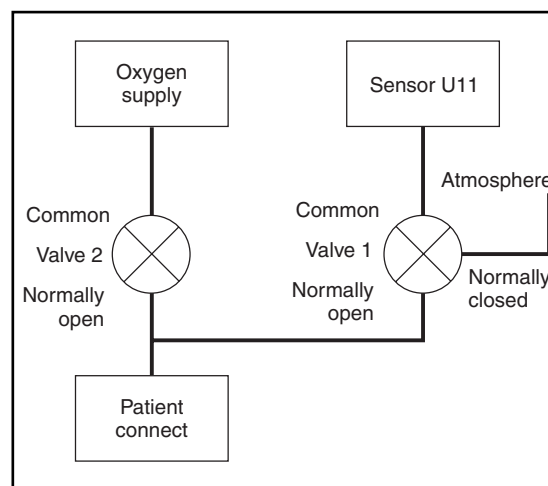 Oxygen
supply
Sensor U11
Atmosphere
Common
Valve 2
Normally
open
Common
Valve 1
Normally
open
Normally
closed
Patient
connect